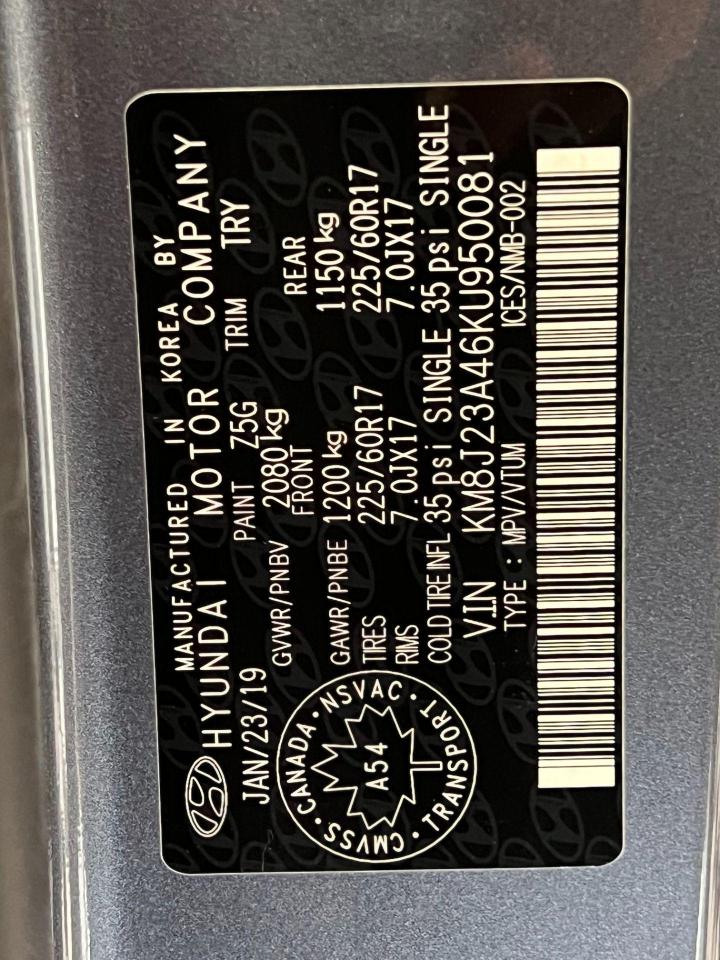 MANUFACTURED IN KOREA BY
HYUNDAI MOTOR COMPANY
JAN/23/19 PAINT Z5G TRIM TRY
GVWR/PNBV 2080kg
FRONT REAR
GAWR/PNBE 1200kg 1150kg
TIRES 225/60R17 225/60R17
RIMS 7.0JX17 7.0JX17
COLD TIRE INFL 35 psi SINGLE 35 psi SINGLE
VIN KM8J23A46KU950081
TYPE : MPV/VTUM ICES/NMB-002
CANADA · NSVAC · TRANSPORT · CMVSS ·
A54